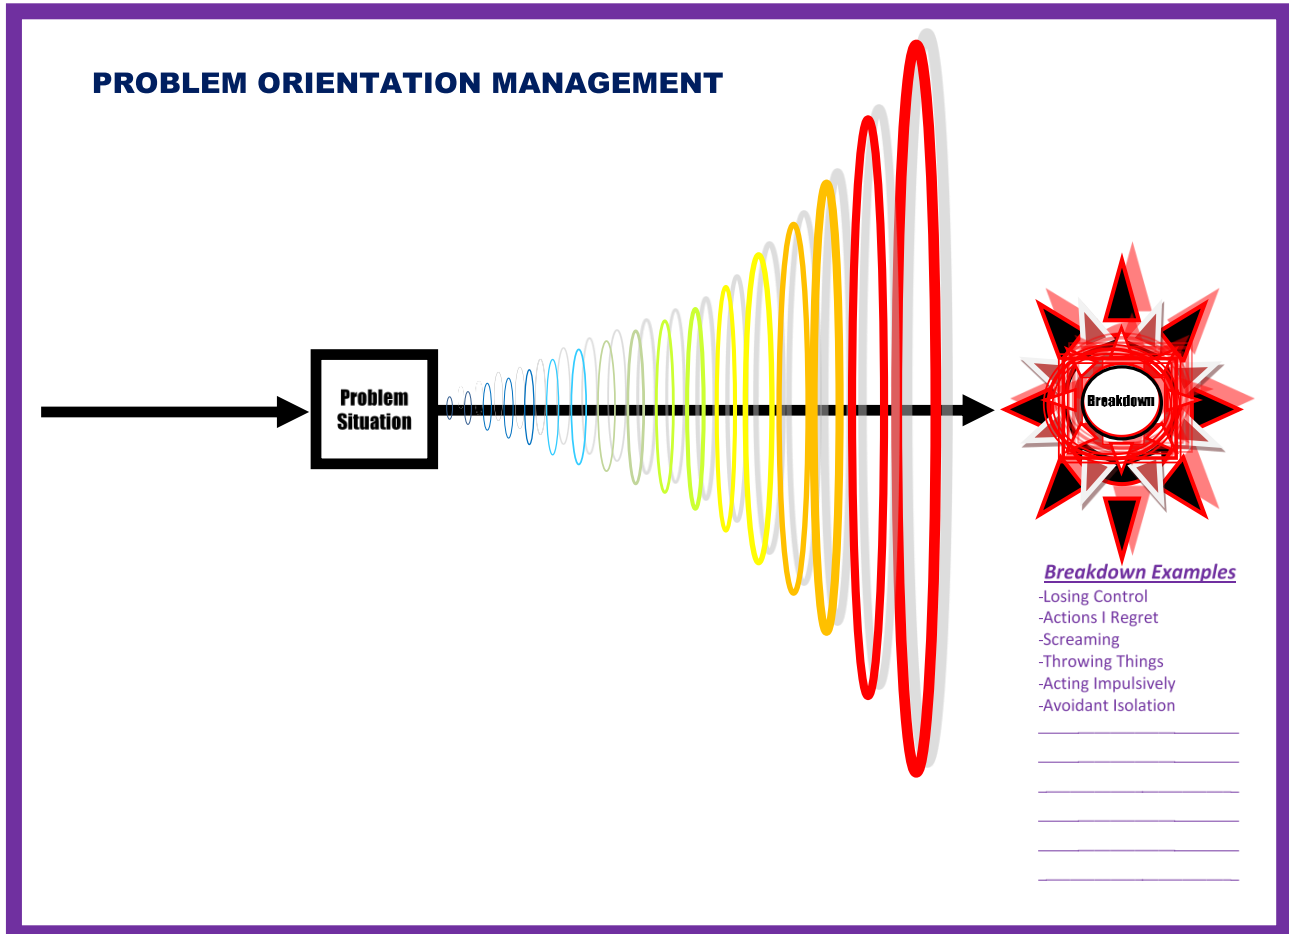 PROBLEM ORIENTATION MANAGEMENT
Problem
Situation
Breakdown
Breakdown Examples
-Losing Control
-Actions I Regret
-Screaming
-Throwing Things
-Acting Impulsively
-Avoidant Isolation